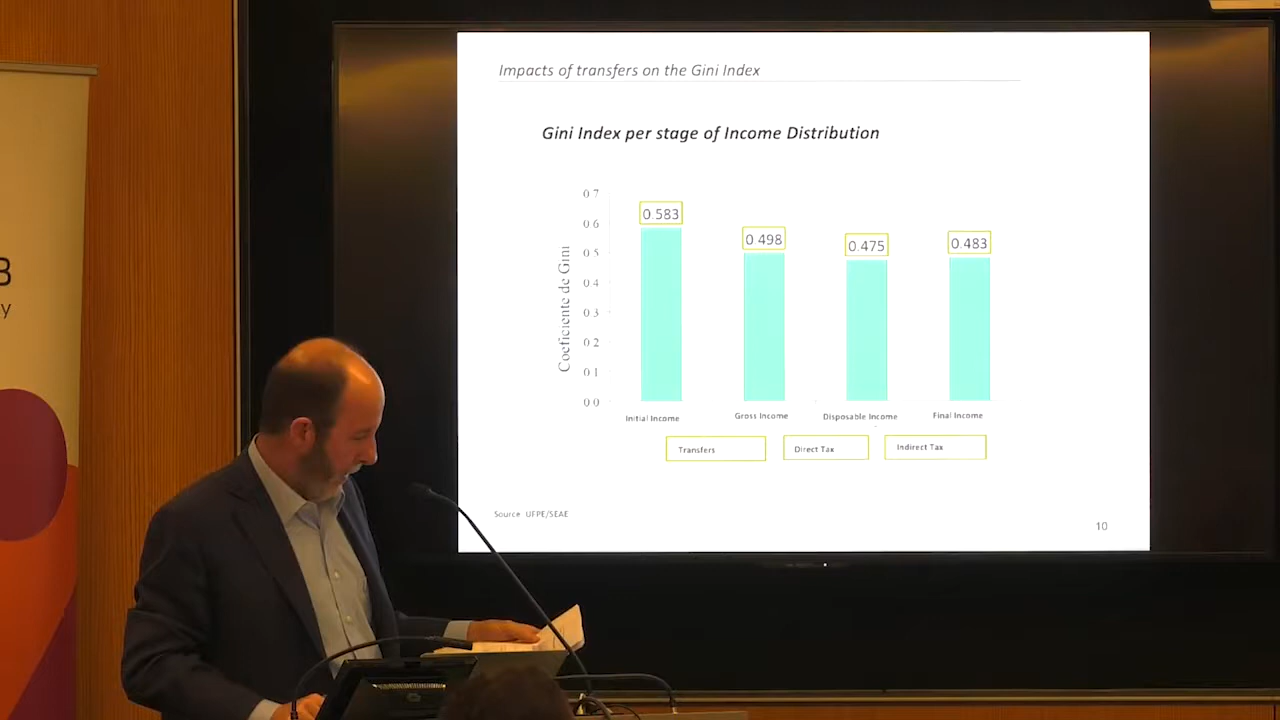 B
y
Impacts of transfers on the Gini Index
Gini Index per stage of Income Distribution
Coeficiente de Gini
0 7
0 6
0 5
0 4
0 3
0 2
0 1
0 0
0.583
0 498
0 475
0 483
Initial Income
Gross Income
Disposable Income
Final Income
Transfers
Direct Tax
Indirect Tax
Source UFPE/SEAE
10